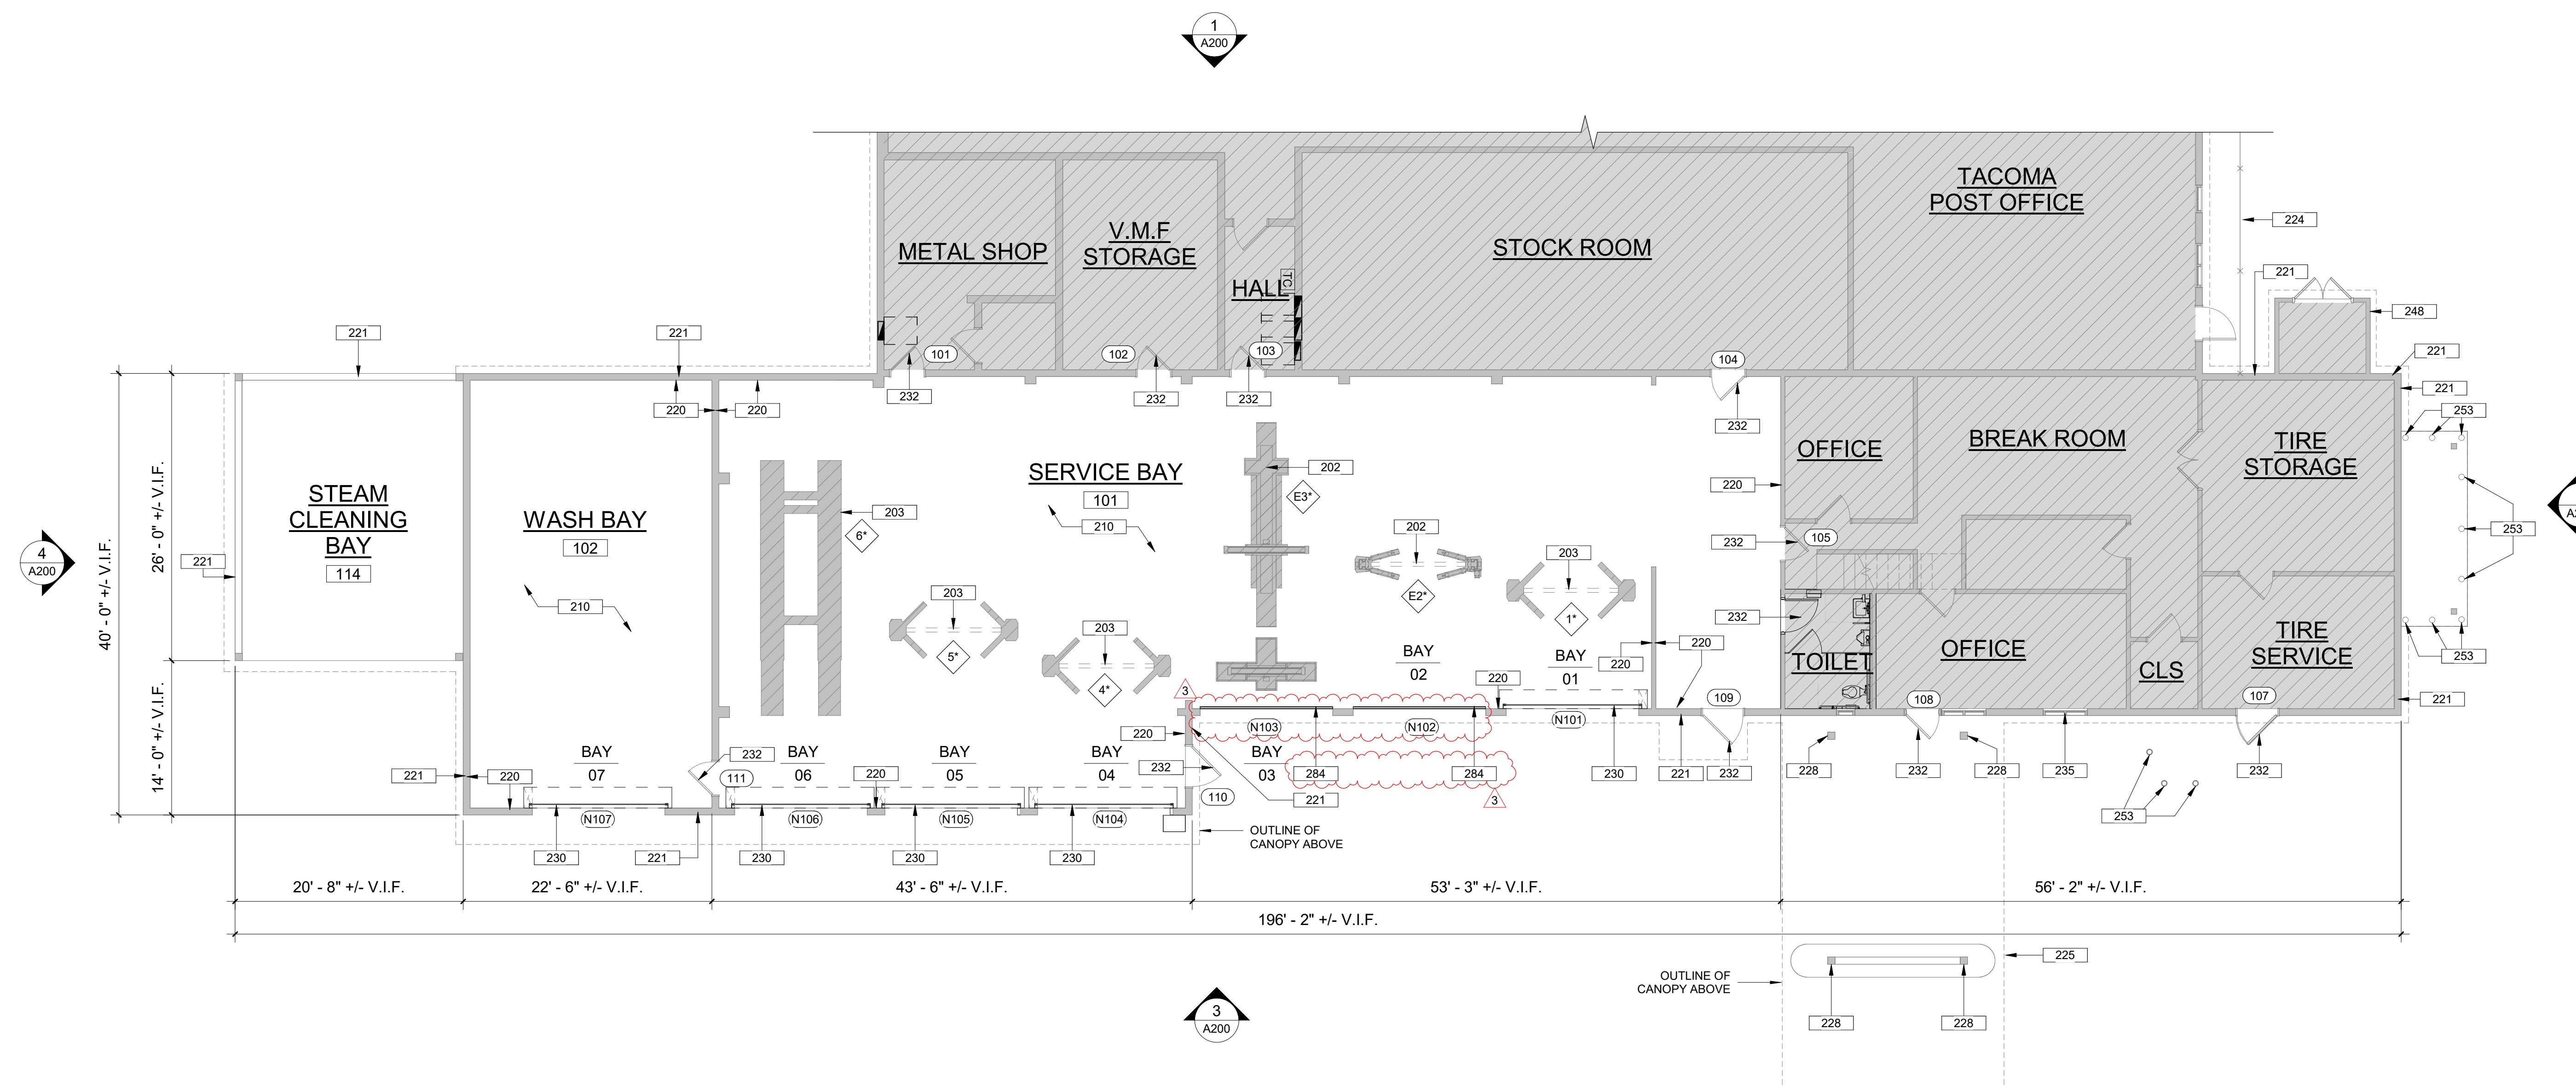 1
A200
TACOMA
POST OFFICE
224
V.M.F
STORAGE
METAL SHOP
STOCK ROOM
HALL
TC
221
248
221
221
101
102
103
104
221
232
232
232
232
221
220
220
253
OFFICE
BREAK ROOM
TIRE
STORAGE
SERVICE BAY
101
202
E3*
220
STEAM
CLEANING
BAY
114
WASH BAY
102
203
6*
210
202
253
232
105
4
A200
221
203
E2*
203
1*
210
5*
232
203
4*
220
220
TOILET
OFFICE
CLS
TIRE
SERVICE
253
BAY
02
BAY
01
220
3
N103
N102
N101
109
108
107
221
220
26' - 0" +/- V.I.F.
40' - 0" +/- V.I.F.
14' - 0" +/- V.I.F.
221
220
BAY
07
232
111
BAY
06
220
BAY
05
BAY
04
232
110
BAY
03
284
284
230
221
232
228
232
228
235
232
221
3
253
N107
N106
N105
N104
OUTLINE OF
CANOPY ABOVE
230
221
230
230
230
20' - 8" +/- V.I.F.
22' - 6" +/- V.I.F.
43' - 6" +/- V.I.F.
53' - 3" +/- V.I.F.
56' - 2" +/- V.I.F.
196' - 2" +/- V.I.F.
225
OUTLINE OF
CANOPY ABOVE
228
228
3
A200